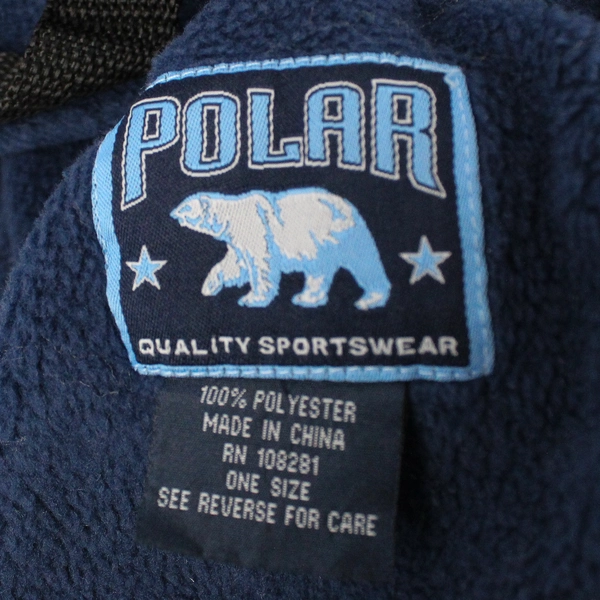 POLAR
QUALITY SPORTSWEAR
100% POLYESTER
MADE IN CHINA
RN 108281
ONE SIZE
SEE REVERSE FOR CARE